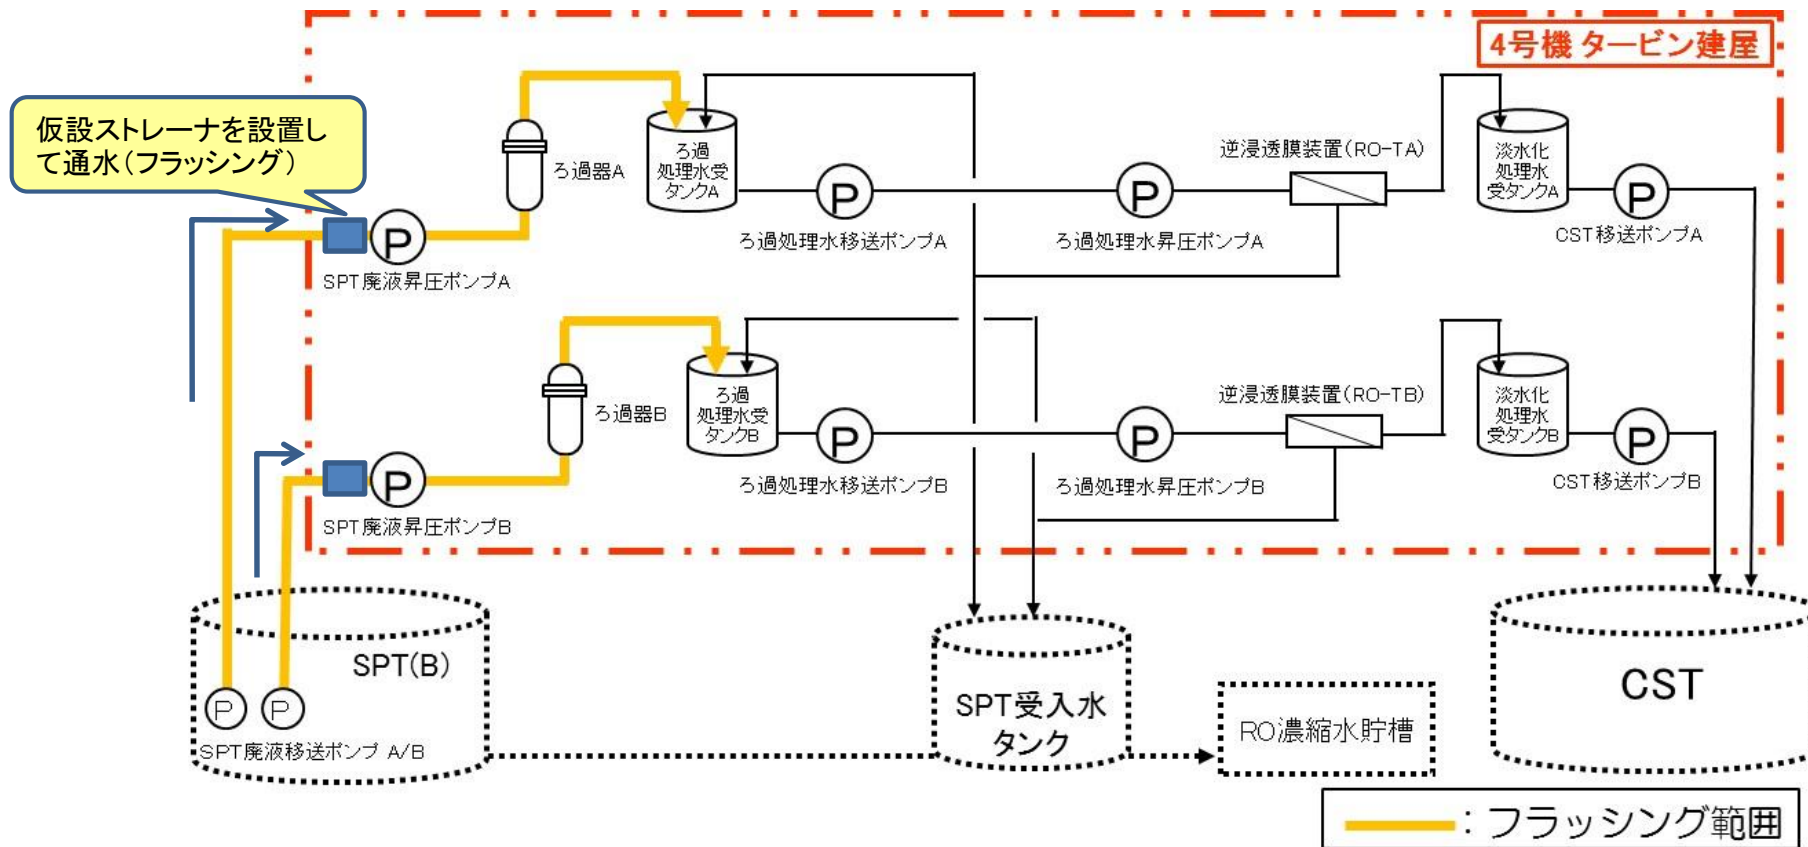 4号機 タービン建屋
仮設ストレーナを設置し
て通水(フラッシング)
ろ過器A
ろ過
処理水受
タンクA
逆浸透膜装置(RO-TA)
淡水化
処理水
受タンクA
P
P
P
P
SPT廃液昇圧ポンプA
ろ過処理水移送ポンプA
ろ過処理水昇圧ポンプA
CST移送ポンプA
ろ過器B
ろ過
処理水受
タンクB
逆浸透膜装置(RO-TB)
淡水化
処理水
受タンクB
P
P
P
P
SPT廃液昇圧ポンプB
ろ過処理水移送ポンプB
ろ過処理水昇圧ポンプB
CST移送ポンプB
SPT(B)
P
P
SPT廃液移送ポンプ A/B
SPT受入水
タンク
RO濃縮水貯槽
CST
:フラッシング範囲